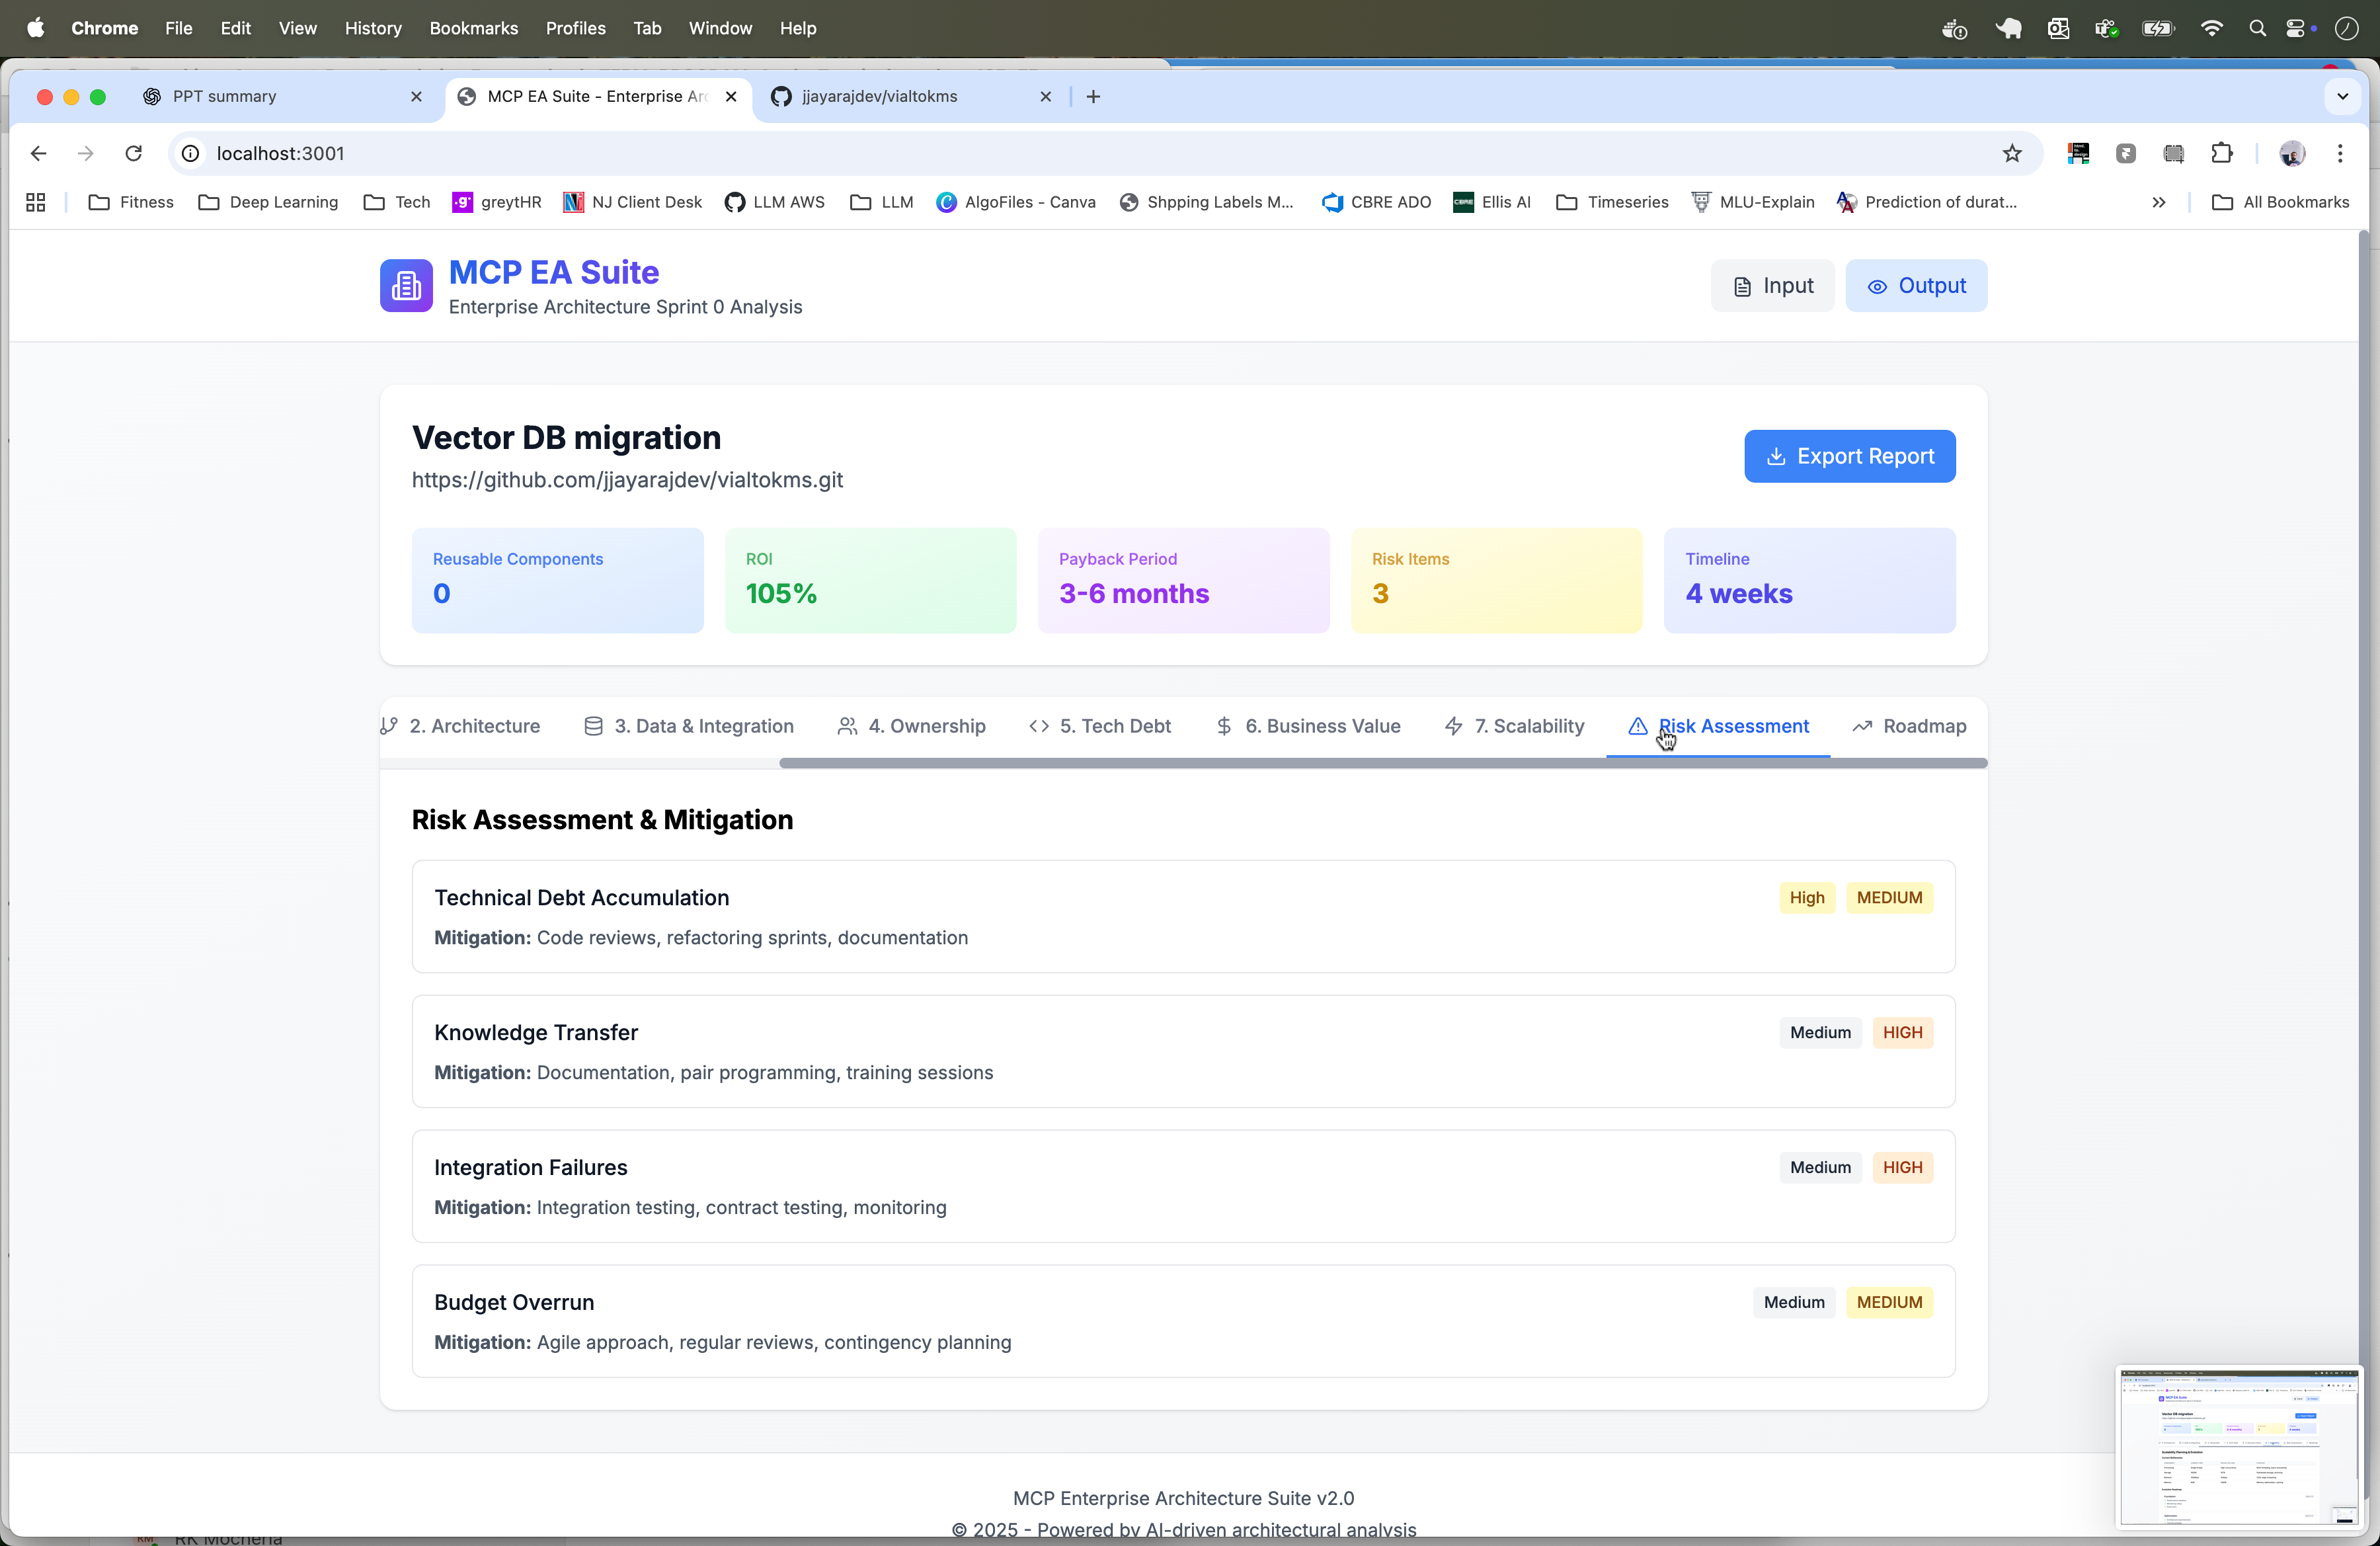 Chrome File Edit View History Bookmarks Profiles Tab Window Help
PPT summary
MCP EA Suite - Enterprise Arc
jjayarajdev/vialtokms
localhost:3001
Fitness
Deep Learning
Tech
greytHR
NJ Client Desk
LLM AWS
LLM
AlgoFiles - Canva
Shpping Labels M...
CBRE ADO
Ellis AI
Timeseries
MLU-Explain
Prediction of durat...
All Bookmarks
MCP EA Suite
Enterprise Architecture Sprint 0 Analysis
Input
Output
Vector DB migration
https://github.com/jjayarajdev/vialtokms.git
Export Report
Reusable Components
0
ROI
105%
Payback Period
3-6 months
Risk Items
3
Timeline
4 weeks
2. Architecture
3. Data & Integration
4. Ownership
5. Tech Debt
6. Business Value
7. Scalability
Risk Assessment
Roadmap
Risk Assessment & Mitigation
Technical Debt Accumulation
High MEDIUM
Mitigation: Code reviews, refactoring sprints, documentation
Knowledge Transfer
Medium HIGH
Mitigation: Documentation, pair programming, training sessions
Integration Failures
Medium HIGH
Mitigation: Integration testing, contract testing, monitoring
Budget Overrun
Medium MEDIUM
Mitigation: Agile approach, regular reviews, contingency planning
MCP Enterprise Architecture Suite v2.0
© 2025 - Powered by AI-driven architectural analysis